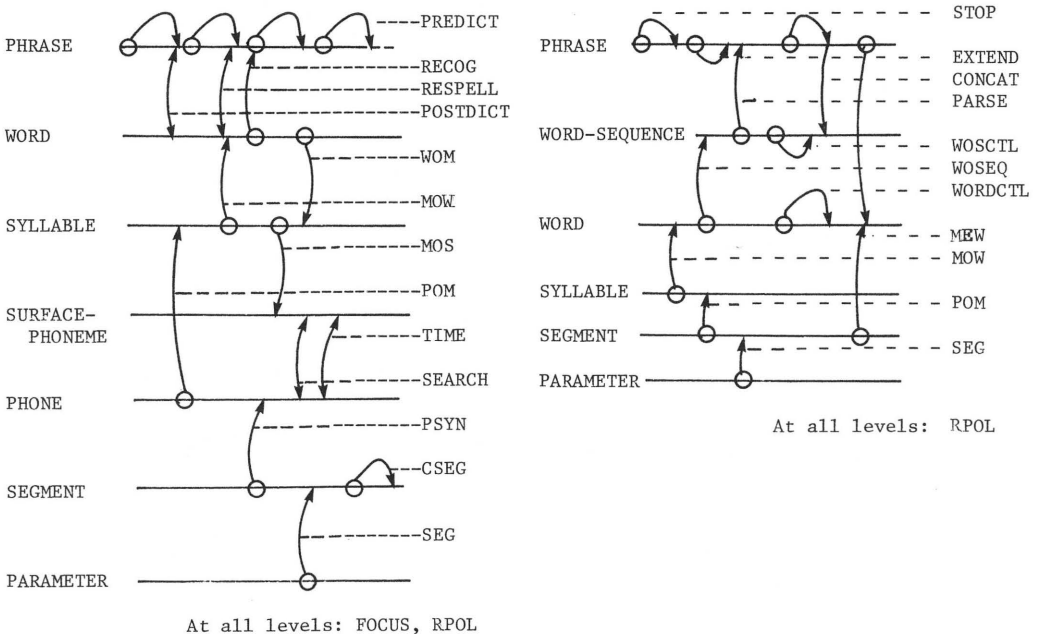 PREDICT
PHRASE
RECOG
RESPELL
POSTDICT
WORD
WOM
MOW
SYLLABLE
MOS
POM
SURFACE-
PHONEME
TIME
SEARCH
PHONE
PSYN
CSEG
SEGMENT
SEG
PARAMETER
At all levels: FOCUS, RPOL
STOP
PHRASE
EXTEND
CONCAT
PARSE
WORD-SEQUENCE
WOSCTL
WOSEQ
WORDCTL
WORD
MEW
MOW
SYLLABLE
POM
SEGMENT
SEG
PARAMETER
At all levels: RPOL